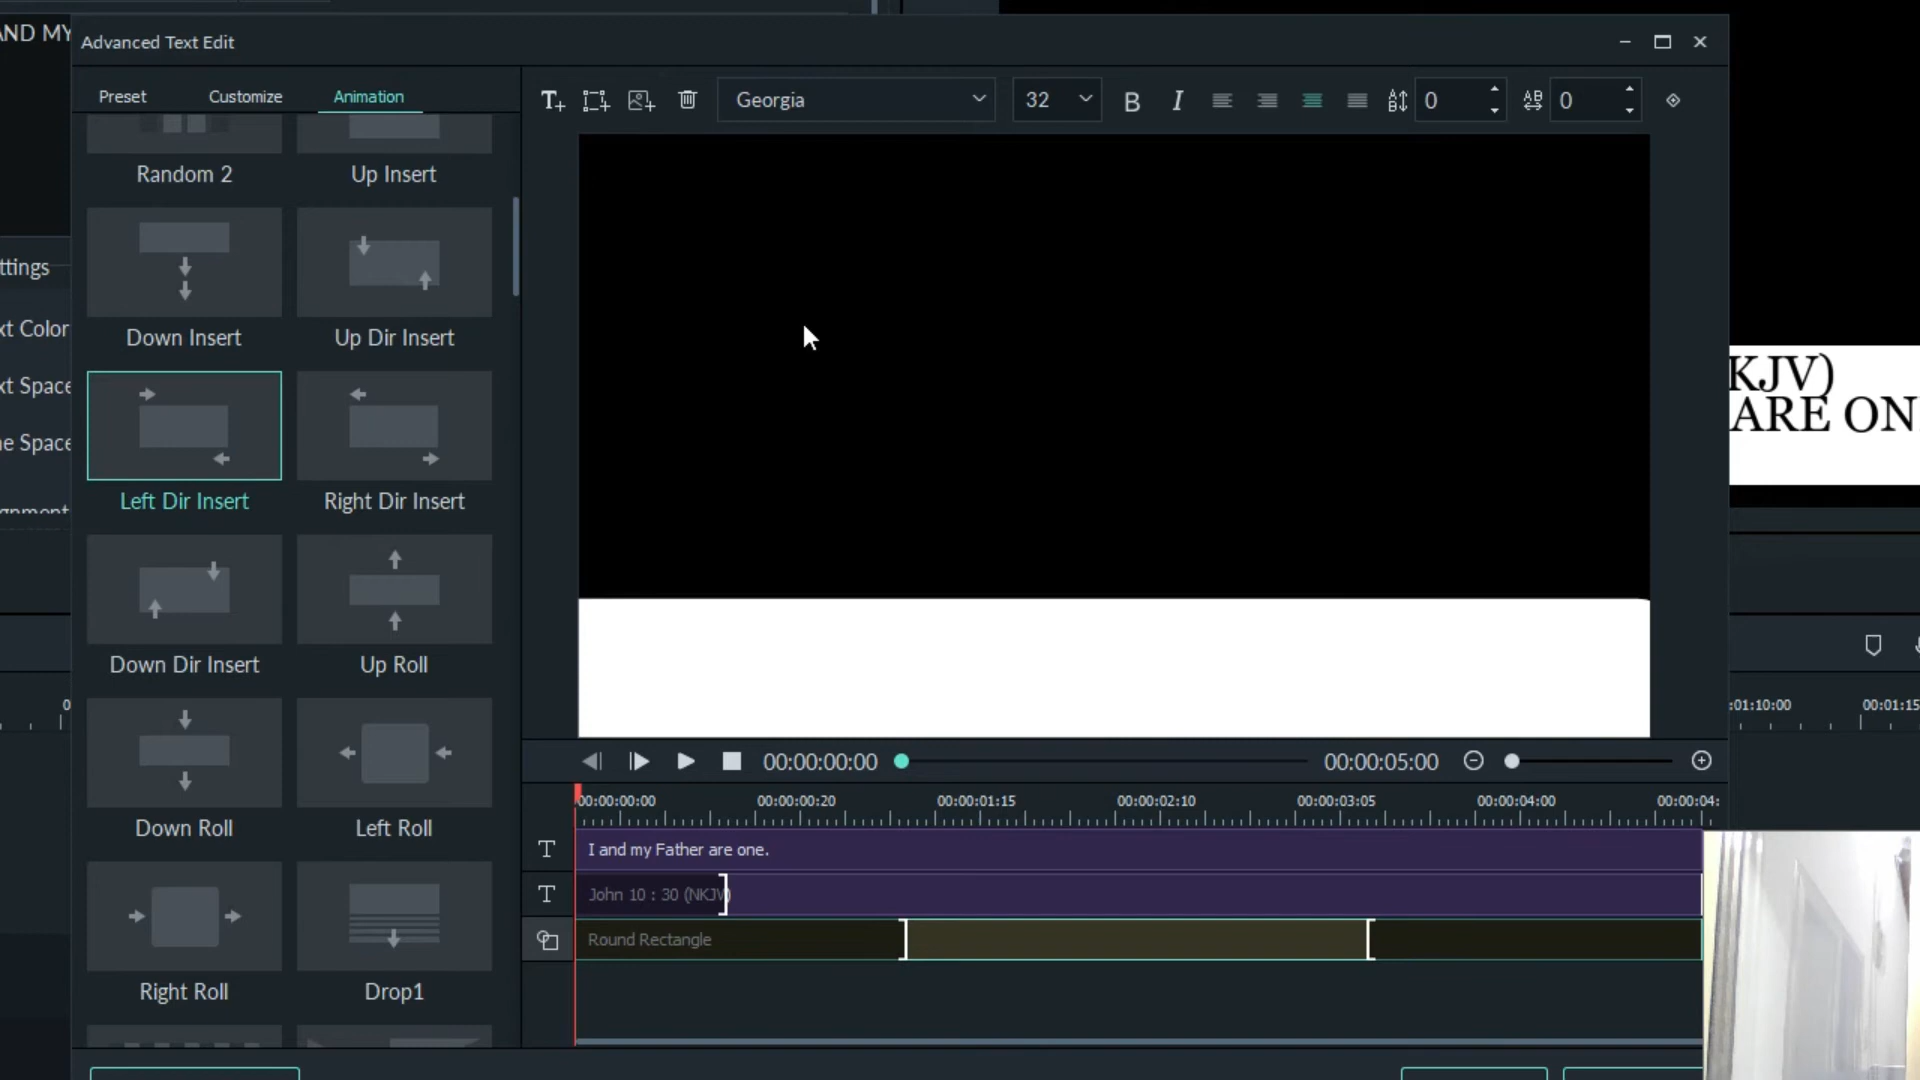 AND MY
Advanced Text Edit
Preset
Customize
Animation
Georgia
32
B
I
0
0
Random 2
Up Insert
Down Insert
Up Dir Insert
Left Dir Insert
Right Dir Insert
Down Dir Insert
Up Roll
Down Roll
Left Roll
Right Roll
Drop1
ttings
xt Color
xt Space
ne Space
gnment
KJV)
ARE ON
00:00:00:00
00:00:05:00
00:00:00:00
00:00:00:20
00:00:01:15
00:00:02:10
00:00:03:05
00:00:04:00
00:00:04:
I and my Father are one.
John 10 : 30 (NKJV)
Round Rectangle
0
:01:10:00
00:01:15